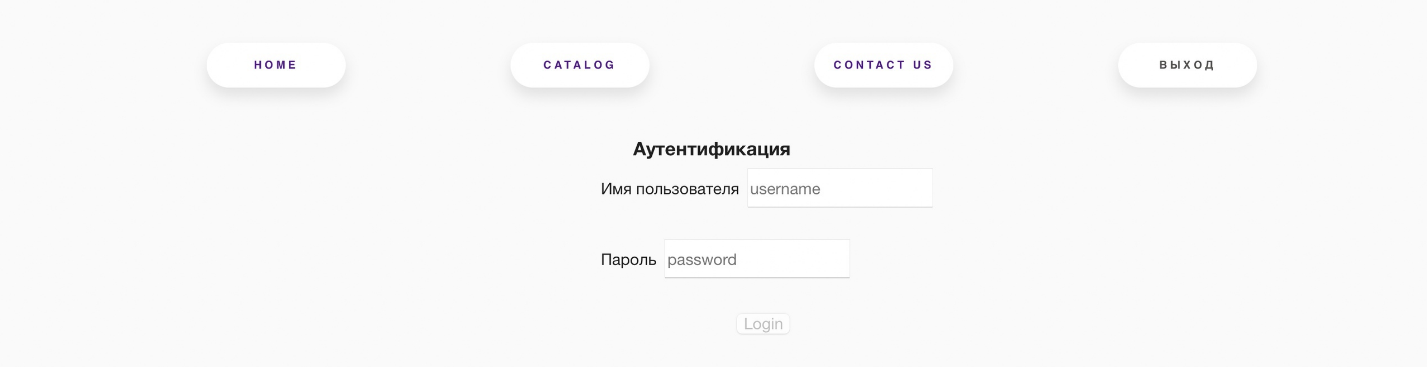 HOME CATALOG CONTACT US ВЫХОД
Аутентификация
Имя пользователя username
Пароль password
Login